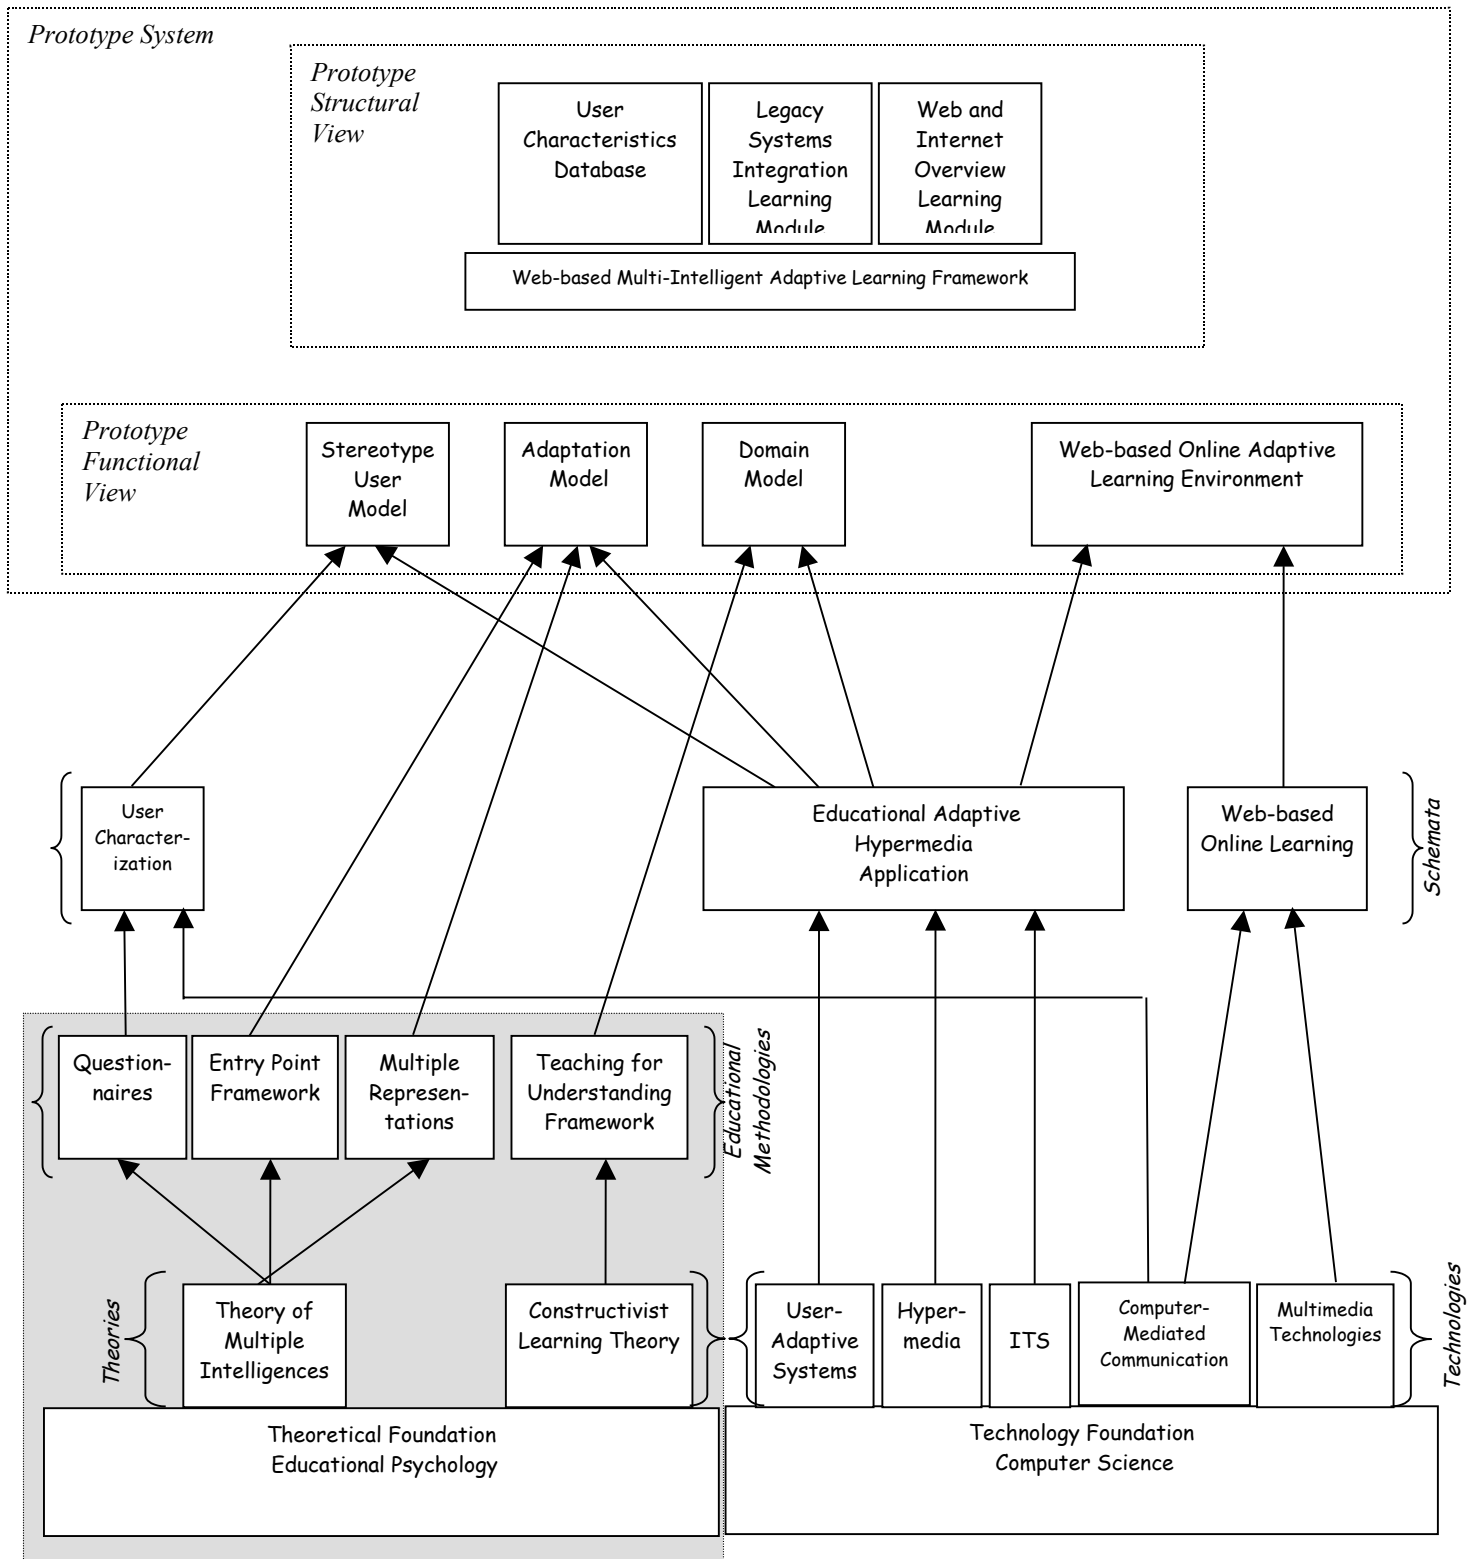 Prototype System
Prototype
Structural
View
User
Characteristics
Database
Legacy
Systems
Integration
Learning
Module
Web and
Internet
Overview
Learning
Module
Web-based Multi-Intelligent Adaptive Learning Framework
Prototype
Functional
View
Stereotype
User
Model
Adaptation
Model
Domain
Model
Web-based Online Adaptive
Learning Environment
User
Character-
ization
Educational Adaptive
Hypermedia
Application
Web-based
Online Learning
Schemata
Question-
naires
Entry Point
Framework
Multiple
Represen-
tations
Teaching for
Understanding
Framework
Educational
Methodologies
Theories
Theory of
Multiple
Intelligences
Constructivist
Learning Theory
User-
Adaptive
Systems
Hyper-
media
ITS
Computer-
Mediated
Communication
Multimedia
Technologies
Technologies
Theoretical Foundation
Educational Psychology
Technology Foundation
Computer Science